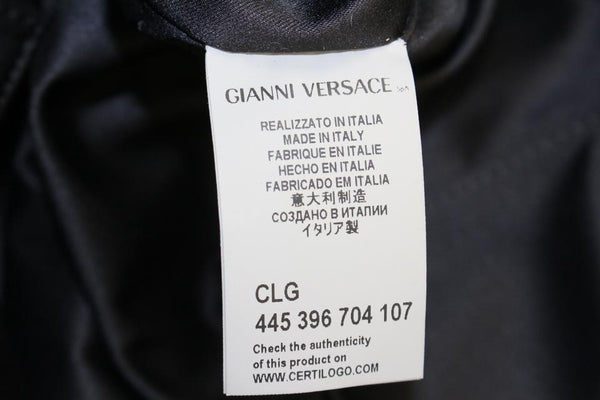 GIANNI VERSACE SpA
REALIZZATO IN ITALIA
MADE IN ITALY
FABRIQUE EN ITALIE
HECHO EN ITALIA
FABRICADO EM ITALIA
意大利制造
СОЗДАНО В ИТАЛИИ
イタリア製
CLG
445 396 704 107
Check the authenticity
of this product on
WWW.CERTILOGO.COM